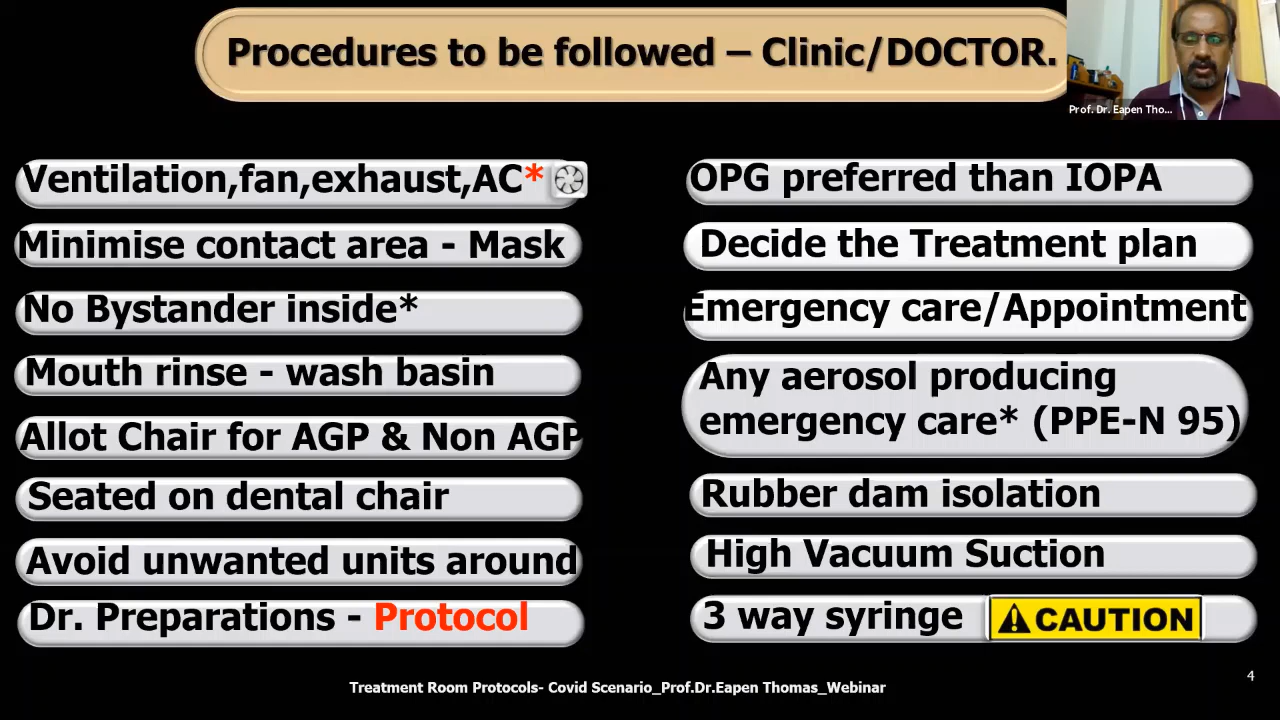 Procedures to be followed – Clinic/DOCTOR.
Prof. Dr. Eapen Tho...
Ventilation,fan,exhaust,AC*
Minimise contact area - Mask
No Bystander inside*
Mouth rinse - wash basin
Allot Chair for AGP & Non AGP
Seated on dental chair
Avoid unwanted units around
Dr. Preparations - Protocol
OPG preferred than IOPA
Decide the Treatment plan
Emergency care/Appointment
Any aerosol producing
emergency care* (PPE-N 95)
Rubber dam isolation
High Vacuum Suction
3 way syringe CAUTION
Treatment Room Protocols- Covid Scenario_Prof.Dr.Eapen Thomas_Webinar
4